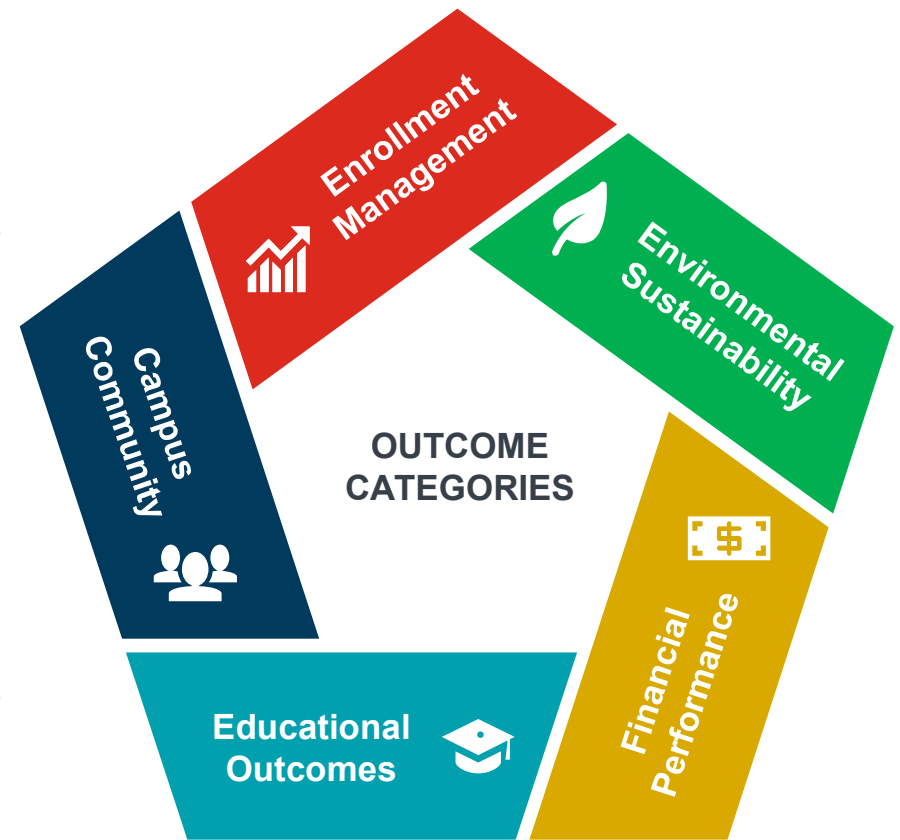 Enrollment
Management
Environmental
Sustainability
Campus
Community
OUTCOME
CATEGORIES
$
Financial
Performance
Educational
Outcomes